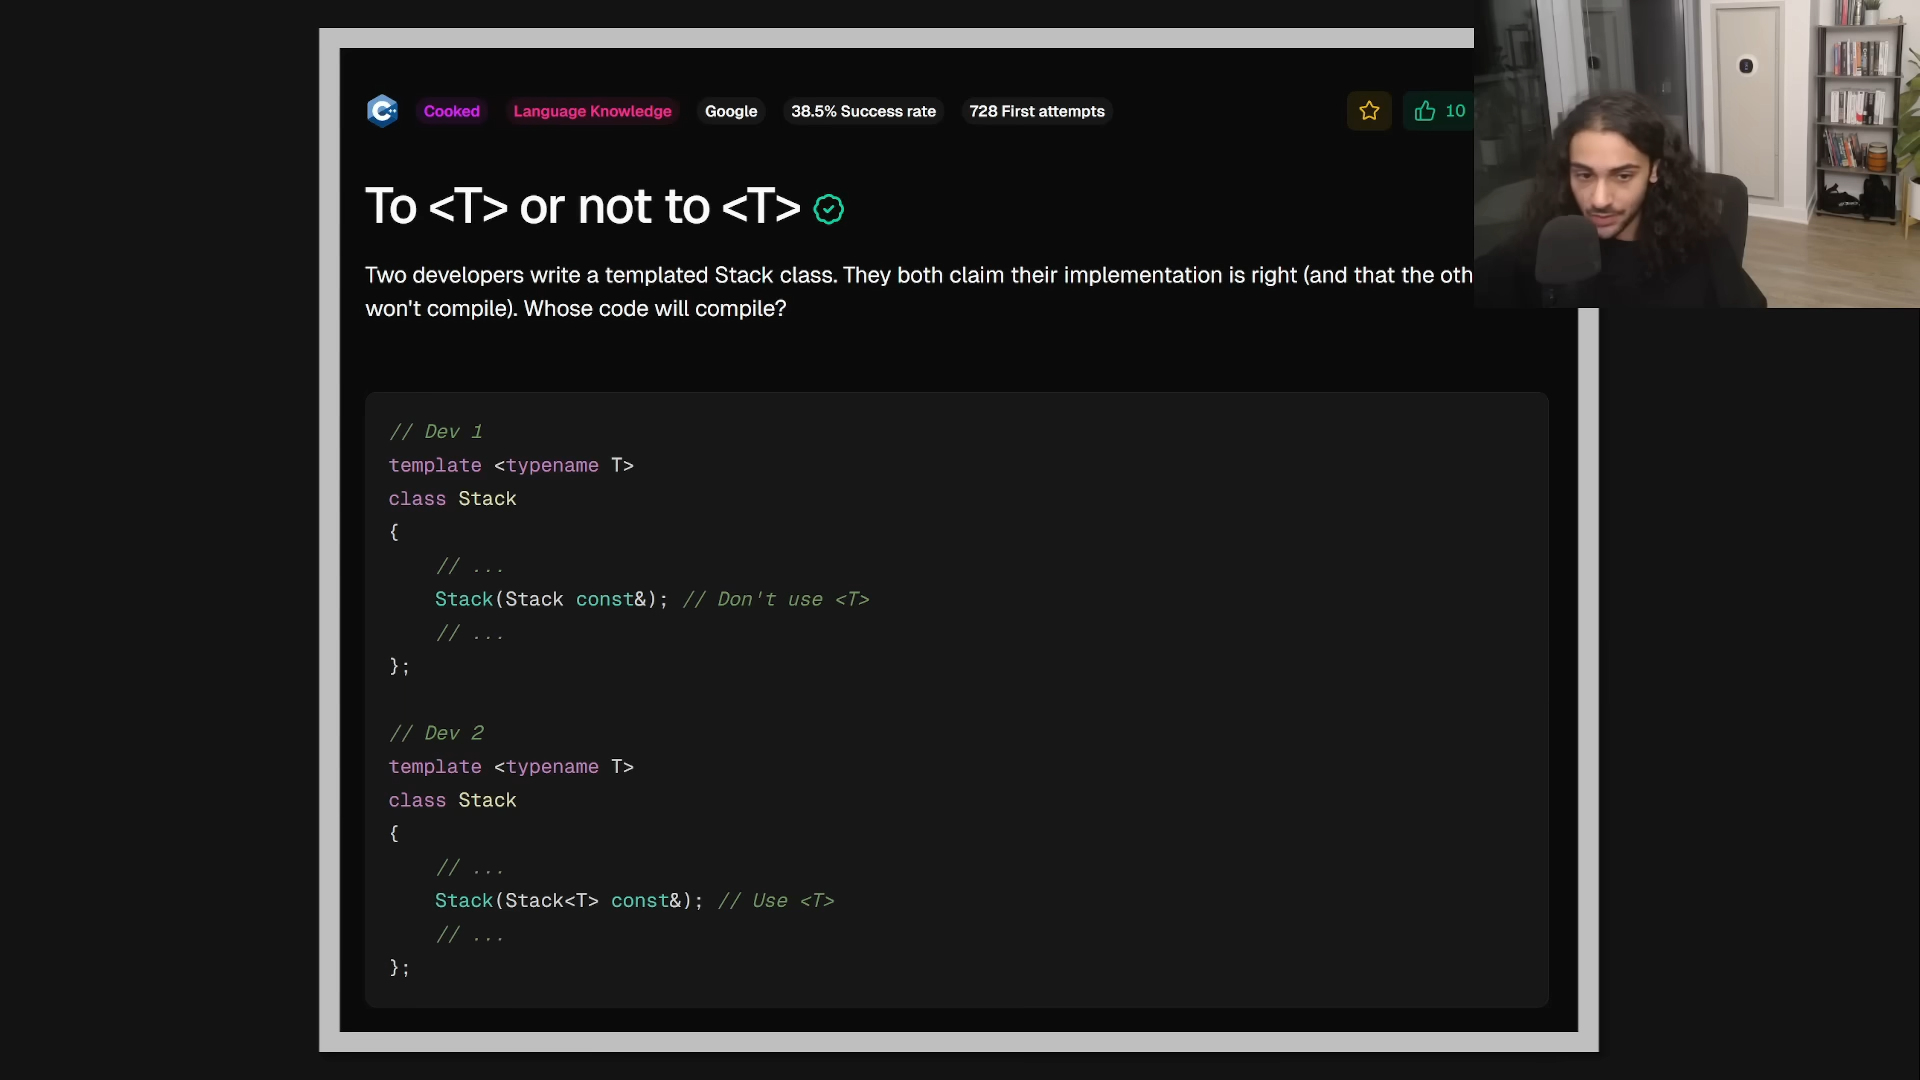 Cooked Language Knowledge Google 38.5% Success rate 728 First attempts 10
To <T> or not to <T>
Two developers write a templated Stack class. They both claim their implementation is right (and that the oth
won't compile). Whose code will compile?
// Dev 1
template <typename T>
class Stack
{
// ...
Stack(Stack const&); // Don't use <T>
// ...
};
// Dev 2
template <typename T>
class Stack
{
// ...
Stack(Stack<T> const&); // Use <T>
// ...
};